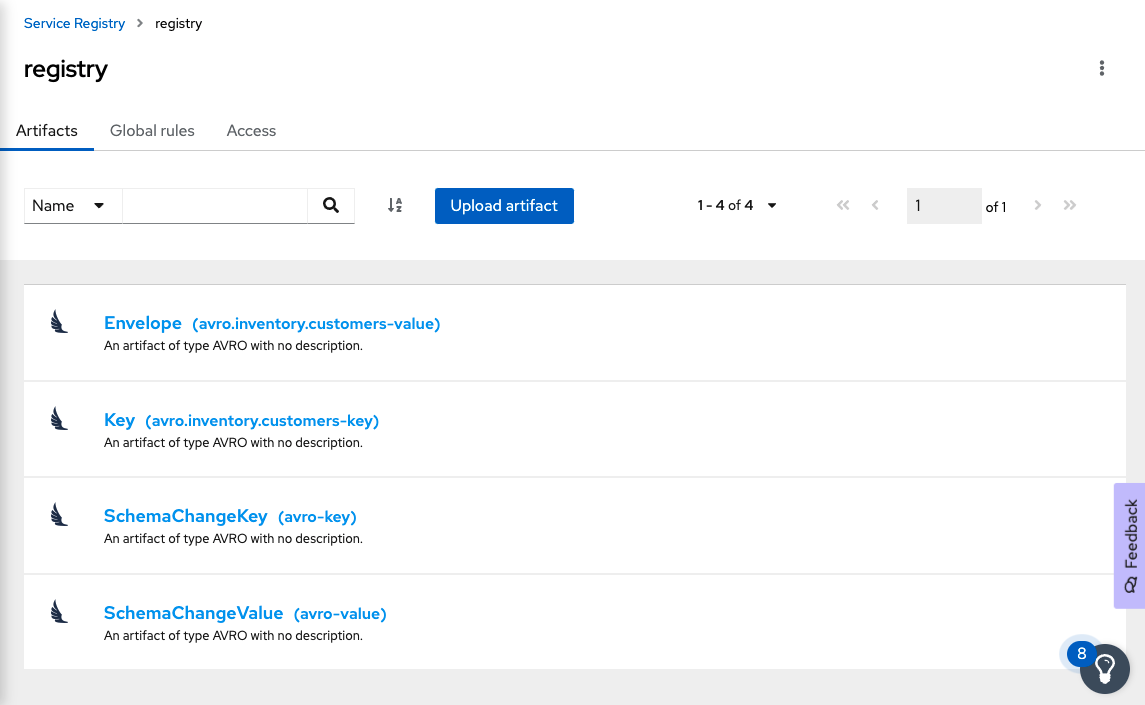 Service Registry > registry
registry
Artifacts Global rules Access
Name Upload artifact 1 - 4 of 4 1 of 1
Envelope (avro.inventory.customers-value)
An artifact of type AVRO with no description.
Key (avro.inventory.customers-key)
An artifact of type AVRO with no description.
SchemaChangeKey (avro-key)
An artifact of type AVRO with no description.
Feedback
SchemaChangeValue (avro-value)
An artifact of type AVRO with no description.
8